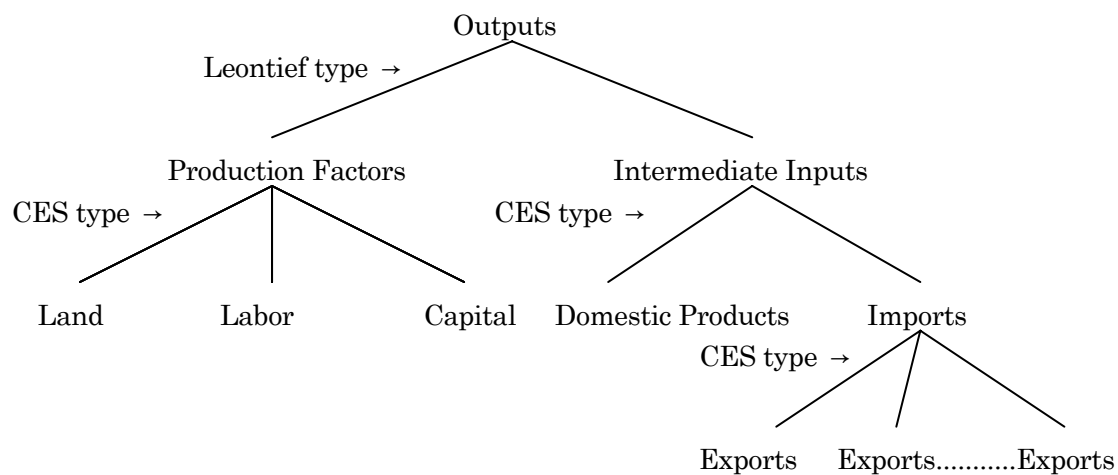 Outputs
Leontief type →
Production Factors Intermediate Inputs
CES type → CES type →
Land Labor Capital Domestic Products Imports
CES type →
Exports Exports...........Exports